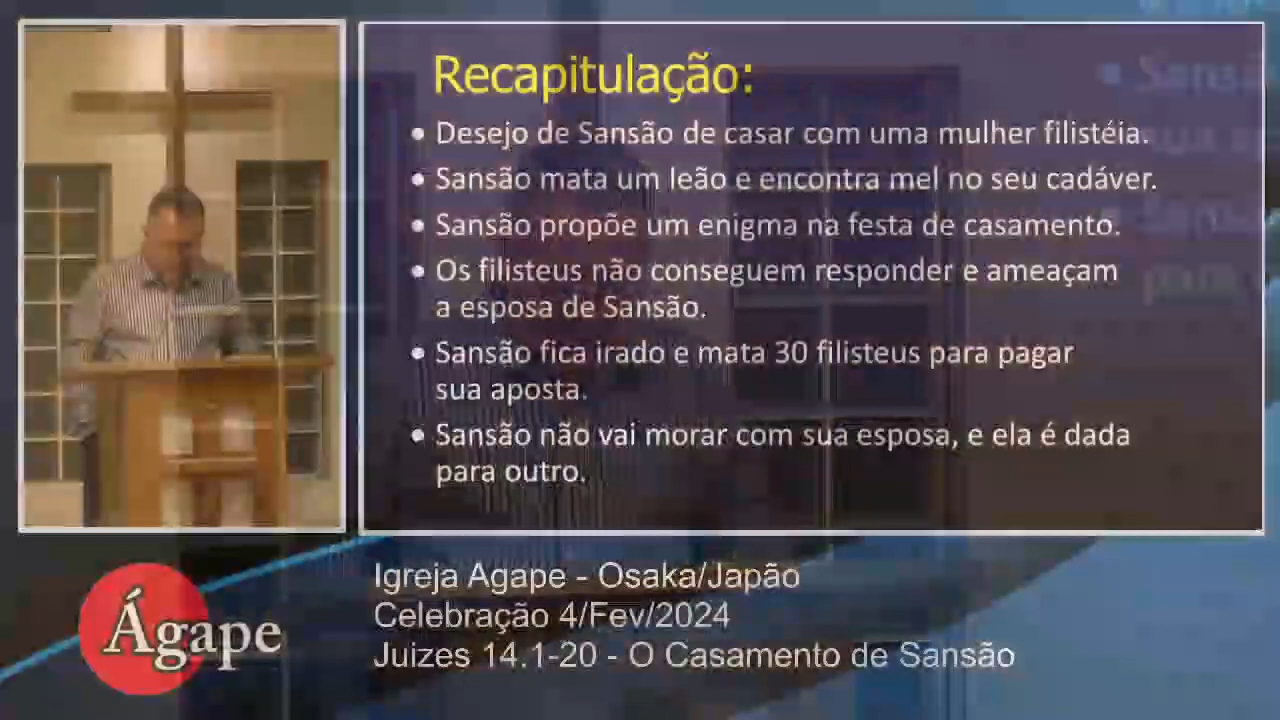 Recapitulação:
• Desejo de Sansão de casar com uma mulher filistéia.
• Sansão mata um leão e encontra mel no seu cadáver.
• Sansão propõe um enigma na festa de casamento.
• Os filisteus não conseguem responder e ameaçam
a esposa de Sansão.
• Sansão fica irado e mata 30 filisteus para pagar
sua aposta.
• Sansão não vai morar com sua esposa, e ela é dada
para outro.
Igreja Agape - Osaka/Japão
Celebração 4/Fev/2024
Juizes 14.1-20 - O Casamento de Sansão
Ágape